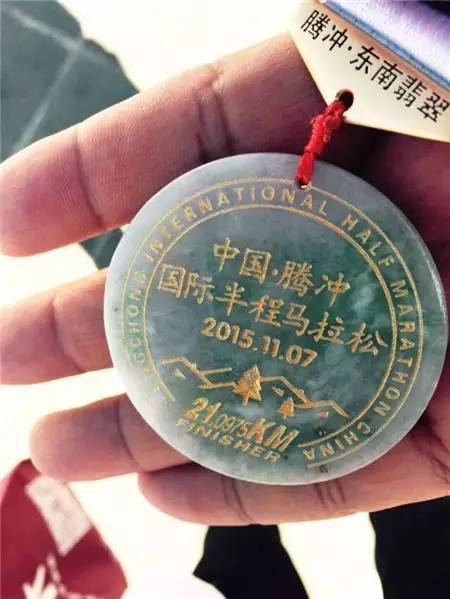 腾冲·东南翡翠
TENGCHONG INTERNATIONAL HALF MARATHON CHINA
中国·腾冲
国际半程马拉松
2015.11.07
21.0975KM
FINISHER